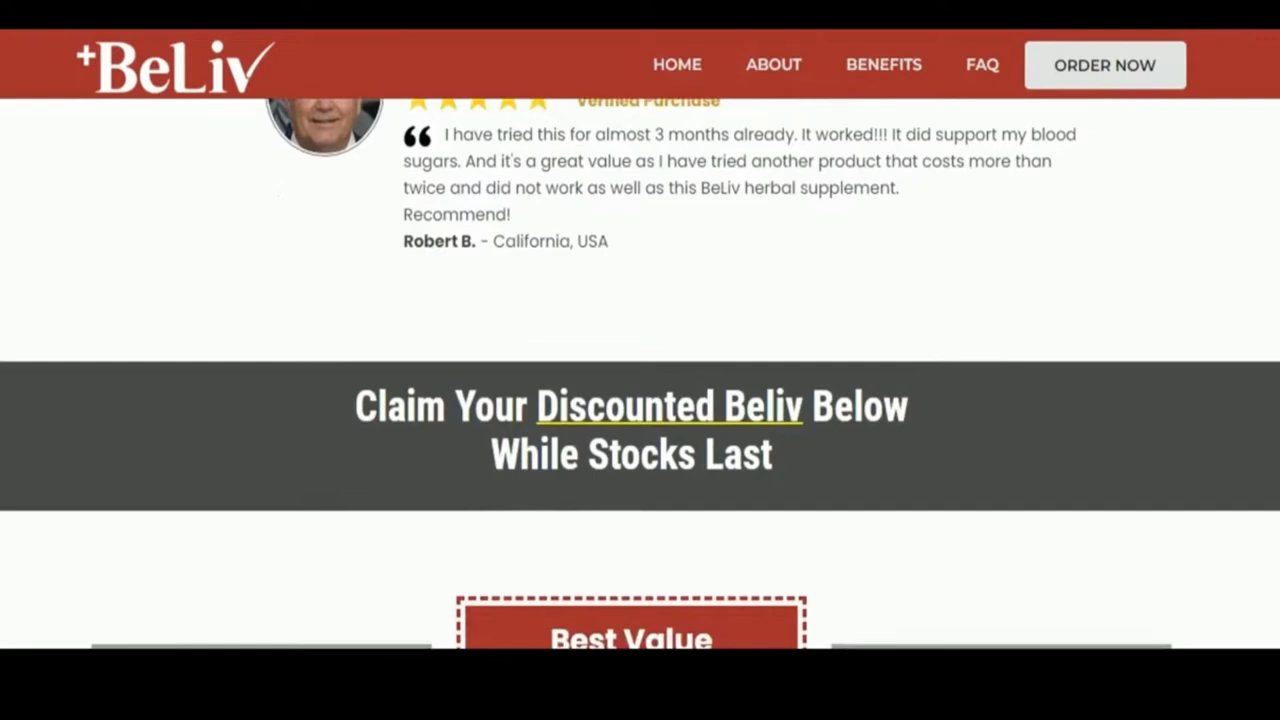 +BeLiv
HOME ABOUT BENEFITS FAQ ORDER NOW
Verified Purchase
I have tried this for almost 3 months already. It worked!!! It did support my blood
sugars. And it's a great value as I have tried another product that costs more than
twice and did not work as well as this BeLiv herbal supplement.
Recommend!
Robert B. - California, USA
Claim Your Discounted Beliv Below
While Stocks Last
Best Value